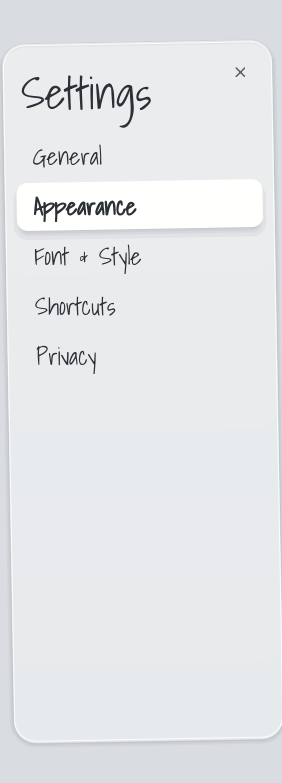 Settings
General
Appearance
Font & Style
Shortcuts
Privacy